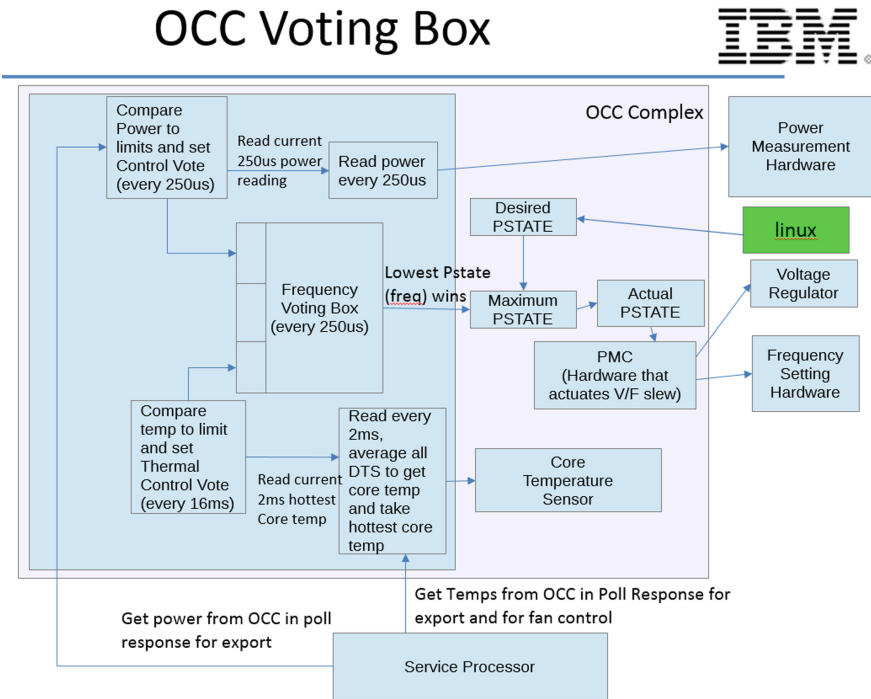 OCC Voting Box
IBM
OCC Complex
Compare
Power to
limits and set
Control Vote
(every 250us)
Read current
250us power
reading
Read power
every 250us
Power
Measurement
Hardware
Desired
PSTATE
linux
Frequency
Voting Box
(every 250us)
Lowest Pstate
(freq) wins
Maximum
PSTATE
Actual
PSTATE
Voltage
Regulator
PMC
(Hardware that
actuates V/F slew)
Frequency
Setting
Hardware
Compare
temp to limit
and set
Thermal
Control Vote
(every 16ms)
Read current
2ms hottest
Core temp
Read every
2ms,
average all
DTS to get
core temp
and take
hottest core
temp
Core
Temperature
Sensor
Get power from OCC in poll
response for export
Get Temps from OCC in Poll Response for
export and for fan control
Service Processor